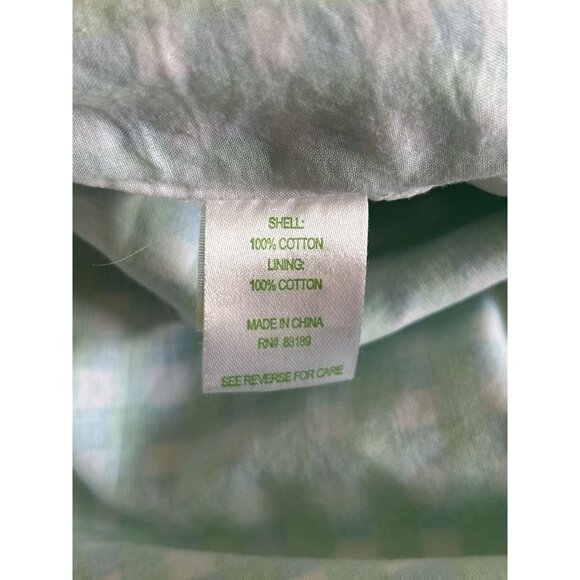 SHELL:
100% COTTON
LINING:
100% COTTON
MADE IN CHINA
RN# 88189
SEE REVERSE FOR CARE